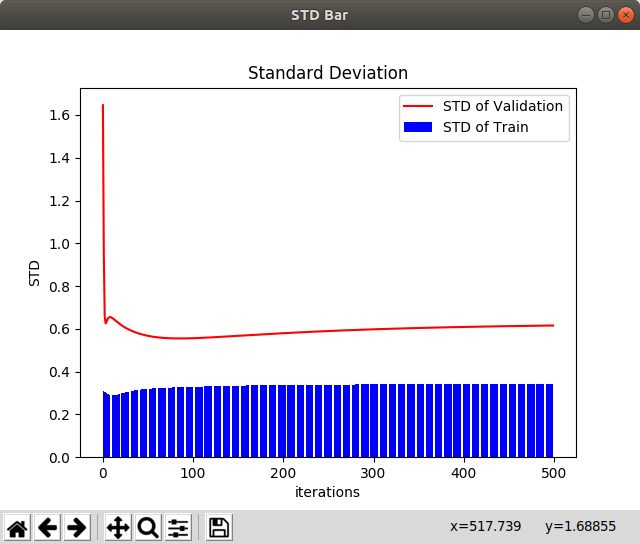 STD Bar
Standard Deviation
STD of Validation
STD of Train
1.6
1.4
1.2
1.0
0.8
0.6
0.4
0.2
0.0
STD
0 100 200 300 400 500
iterations
x=517.739 y=1.68855